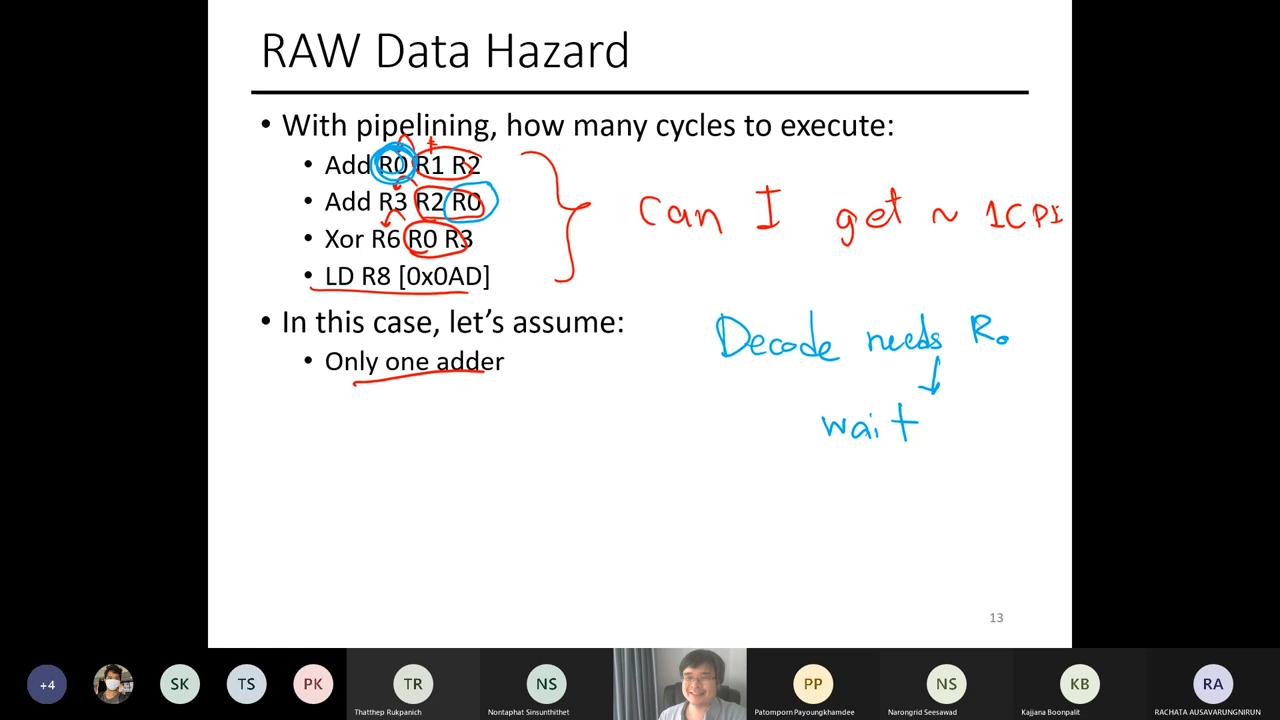 RAW Data Hazard
• With pipelining, how many cycles to execute:
• Add R0 R1 R2
• Add R3 R2 R0
• Xor R6 R0 R3
• LD R8 [0x0AD]
can I get ~ 1CPI
• In this case, let's assume:
• Only one adder
Decode needs R0
wait
13
+4
SK
TS
PK
TR
NS
PP
NS
KB
RA
Thatthep Rukpanich
Nontaphat Sinsunthithet
Patomporn Payoungkhamdee
Narongrid Seesawad
Kajjana Boonpalit
RACHATA AUSAVARUNGNIRUN